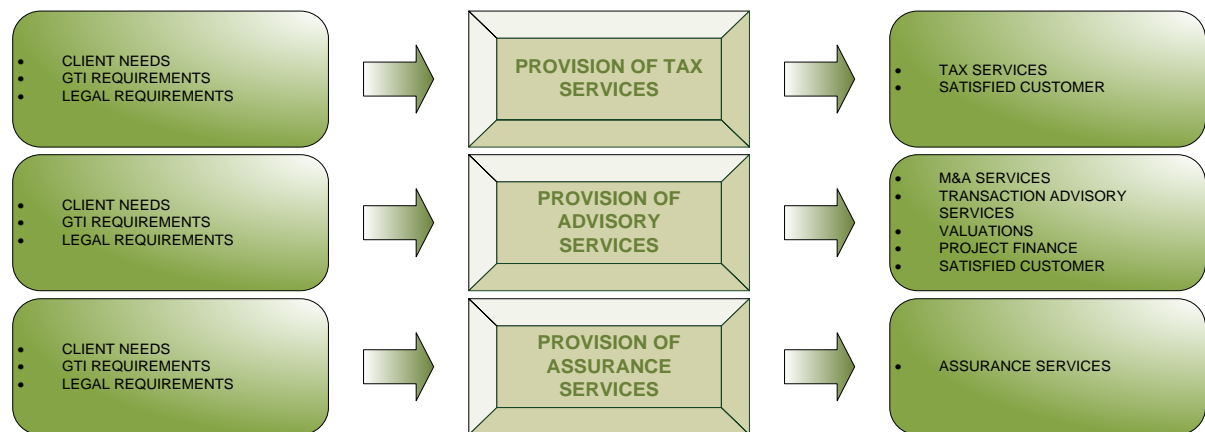 • CLIENT NEEDS
• GTI REQUIREMENTS
• LEGAL REQUIREMENTS
PROVISION OF TAX
SERVICES
• TAX SERVICES
• SATISFIED CUSTOMER
• CLIENT NEEDS
• GTI REQUIREMENTS
• LEGAL REQUIREMENTS
PROVISION OF
ADVISORY
SERVICES
• M&A SERVICES
• TRANSACTION ADVISORY
SERVICES
• VALUATIONS
• PROJECT FINANCE
• SATISFIED CUSTOMER
• CLIENT NEEDS
• GTI REQUIREMENTS
• LEGAL REQUIREMENTS
PROVISION OF
ASSURANCE
SERVICES
• ASSURANCE SERVICES